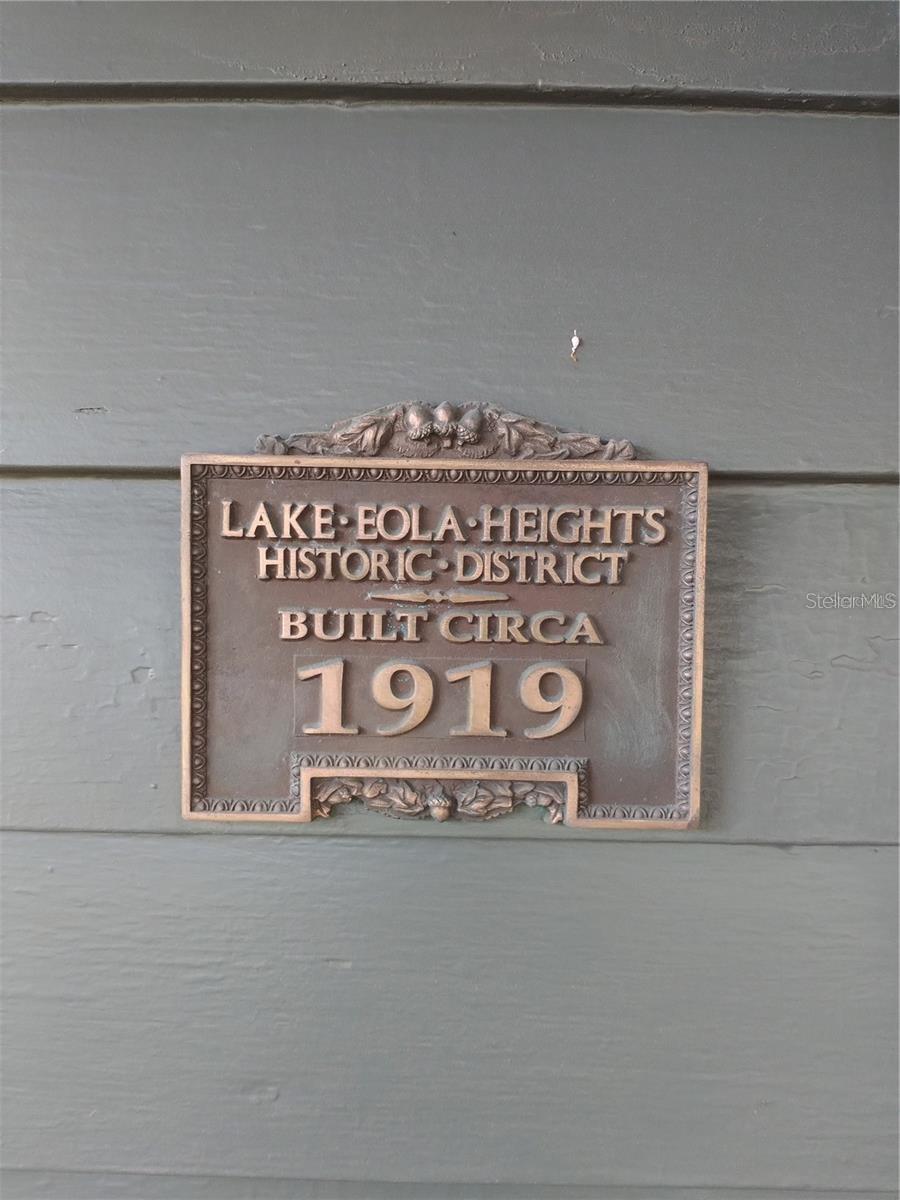 LAKE·EOLA·HEIGHTS
HISTORIC·DISTRICT
BUILT CIRCA
1919
StellarMLS